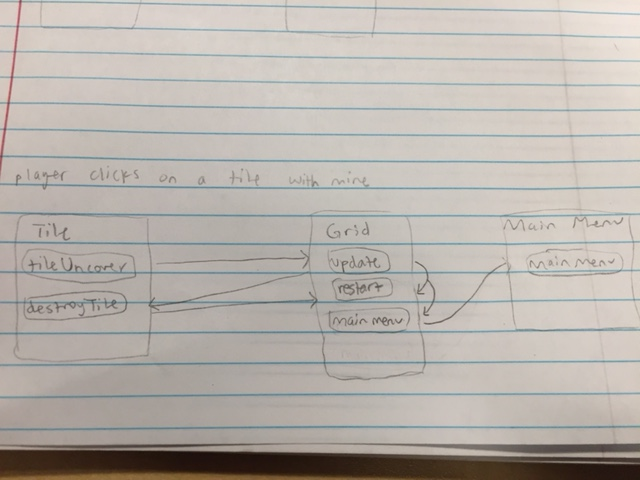 player clicks on a tile with mine
Tile
tileUncover
destroyTile
Grid
update
restart
main menu
Main Menu
Main Menu